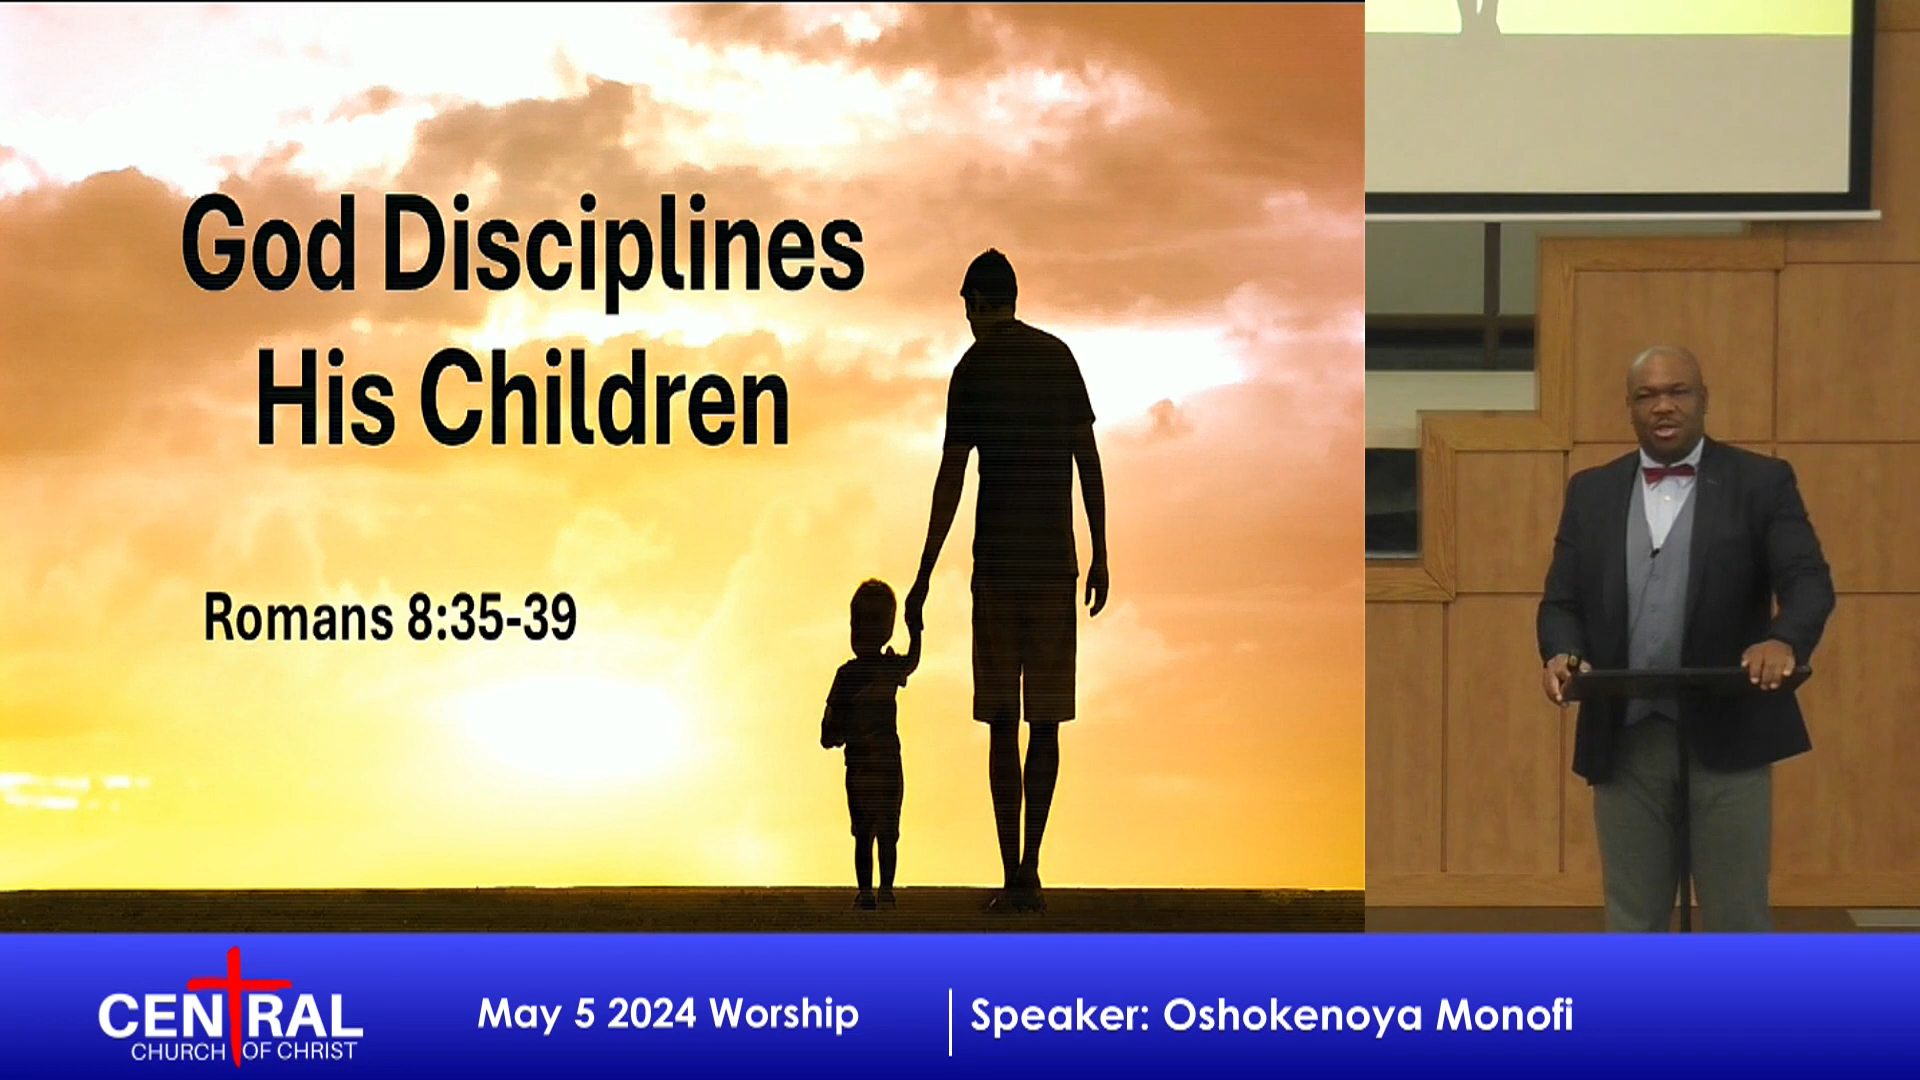 God Disciplines
His Children
Romans 8:35-39
CENTRAL
CHURCH OF CHRIST
May 5 2024 Worship
Speaker: Oshokenoya Monofi